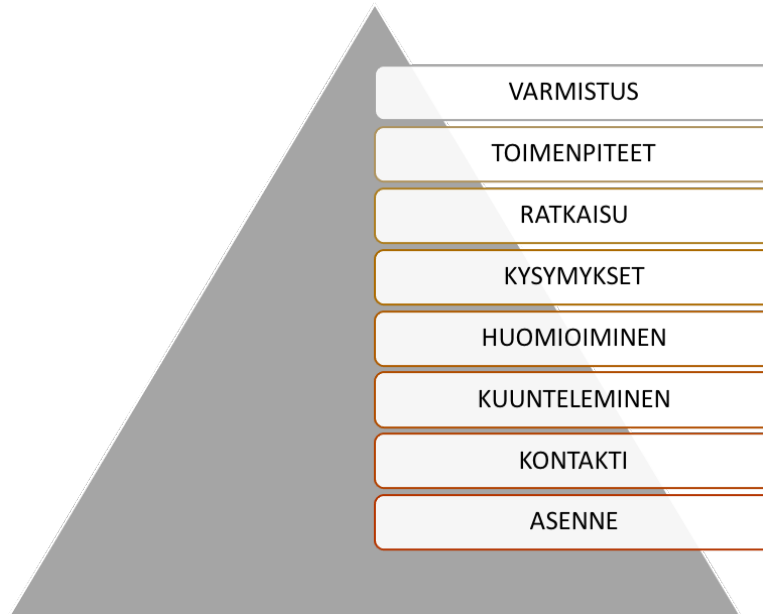 VARMISTUS
TOIMENPITEET
RATKAISU
KYSYMYKSET
HUOMIOIMINEN
KUUNTELEMINEN
KONTAKTI
ASENNE